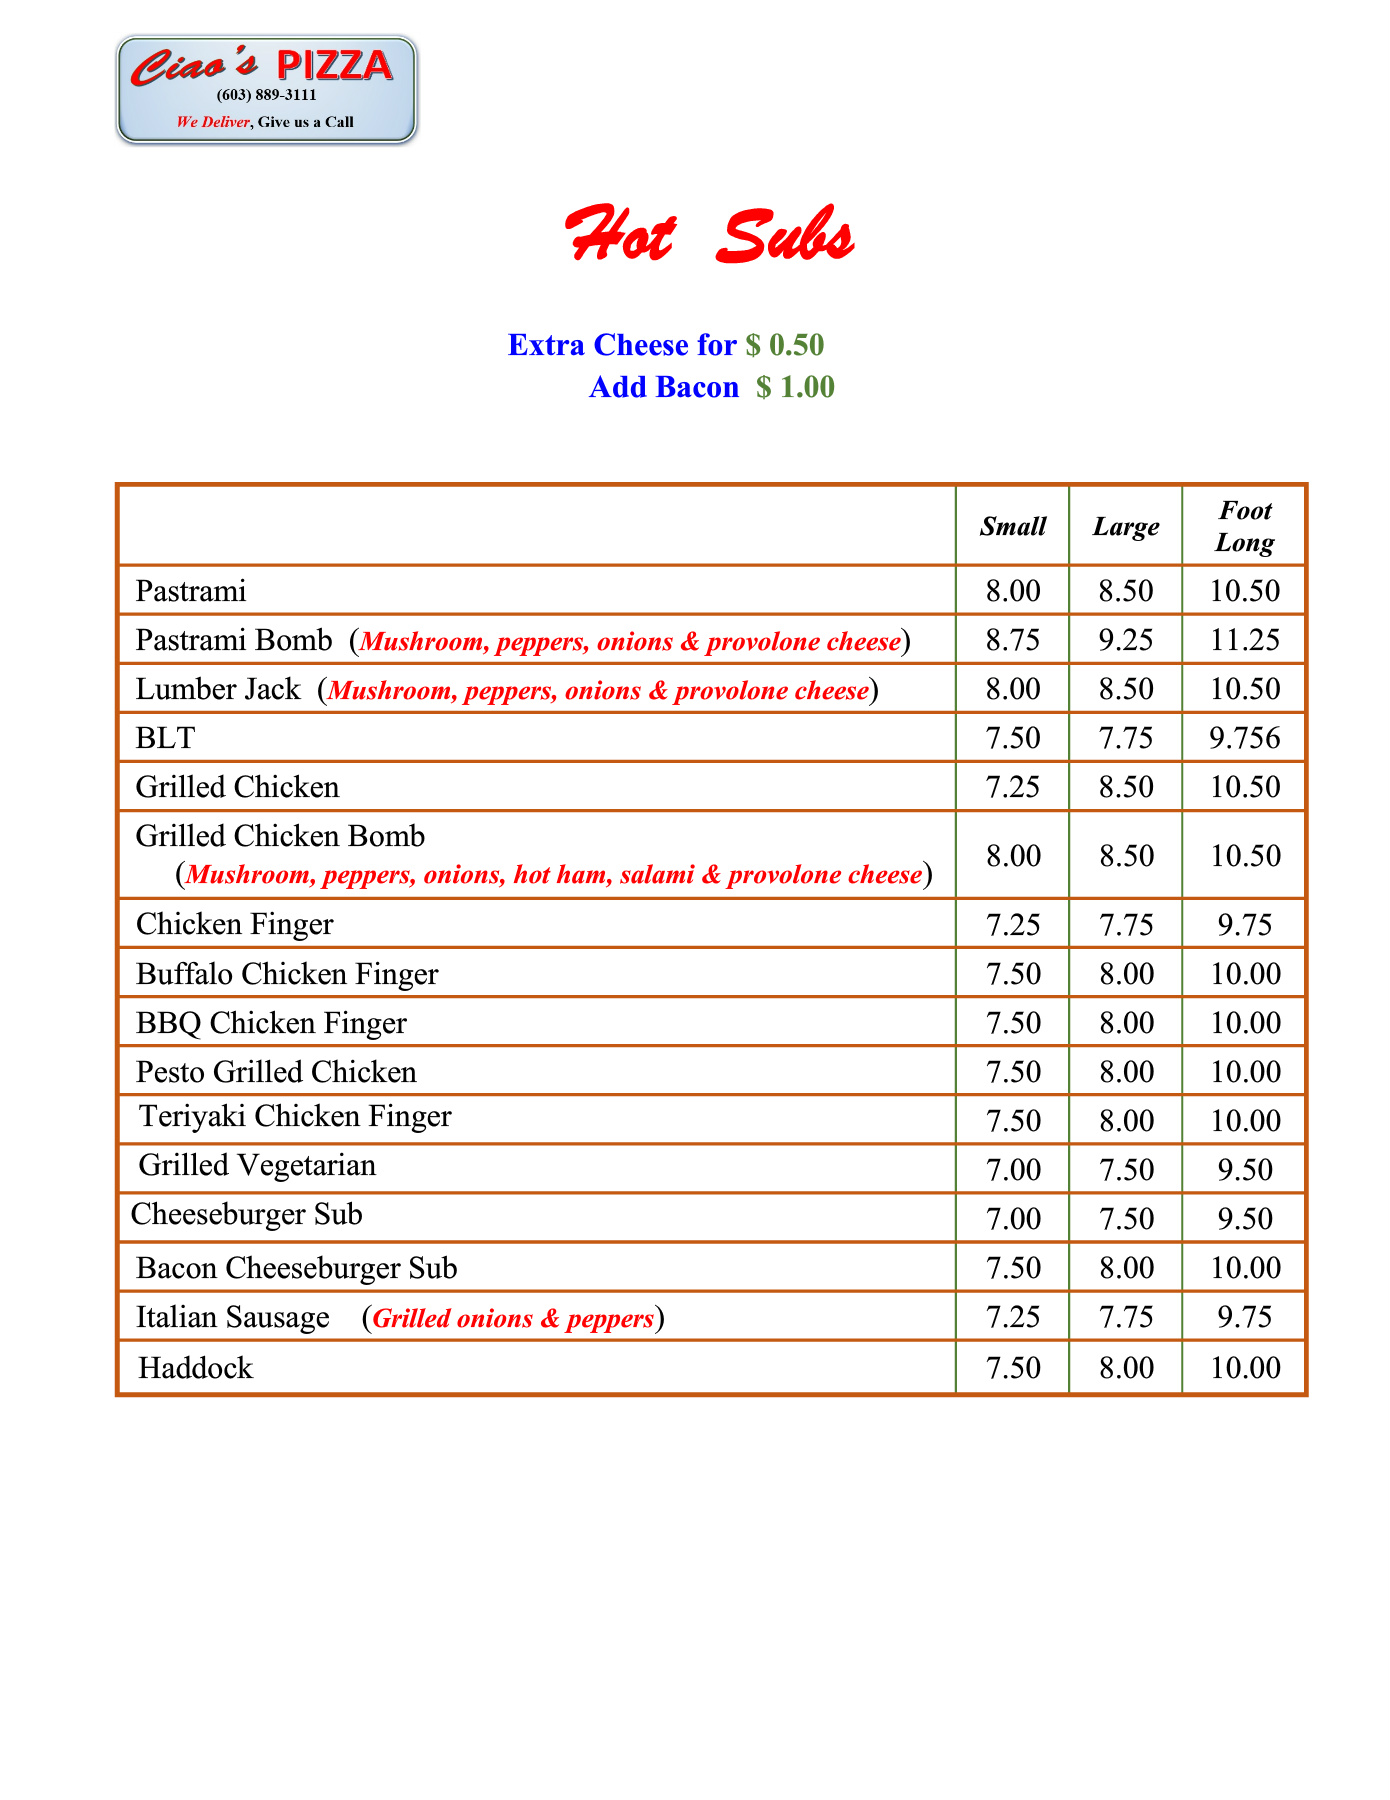 Ciao's PIZZA
(603) 889-3111
We Deliver, Give us a Call
Hot Subs
Extra Cheese for $ 0.50
Add Bacon $ 1.00
Small Large Foot Long
Pastrami 8.00 8.50 10.50
Pastrami Bomb (Mushroom, peppers, onions & provolone cheese) 8.75 9.25 11.25
Lumber Jack (Mushroom, peppers, onions & provolone cheese) 8.00 8.50 10.50
BLT 7.50 7.75 9.756
Grilled Chicken 7.25 8.50 10.50
Grilled Chicken Bomb
(Mushroom, peppers, onions, hot ham, salami & provolone cheese) 8.00 8.50 10.50
Chicken Finger 7.25 7.75 9.75
Buffalo Chicken Finger 7.50 8.00 10.00
BBQ Chicken Finger 7.50 8.00 10.00
Pesto Grilled Chicken 7.50 8.00 10.00
Teriyaki Chicken Finger 7.50 8.00 10.00
Grilled Vegetarian 7.00 7.50 9.50
Cheeseburger Sub 7.00 7.50 9.50
Bacon Cheeseburger Sub 7.50 8.00 10.00
Italian Sausage (Grilled onions & peppers) 7.25 7.75 9.75
Haddock 7.50 8.00 10.00